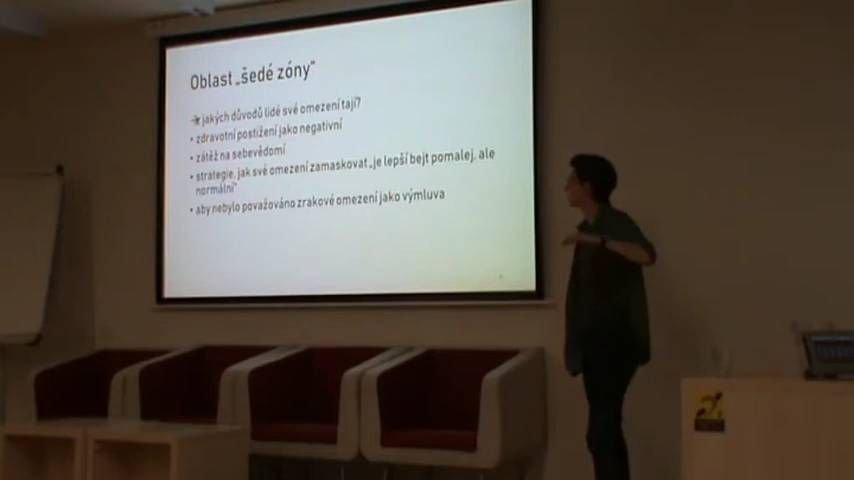 Oblast „šedé zóny“
z jakých důvodů lidé své omezení tají?
• zdravotní postižení jako negativní
• zátěž na sebevědomí
• strategie, jak své omezení zamaskovat „je lepší bejt pomalej, ale
normální“
• aby nebylo považováno zrakové omezení jako výmluva